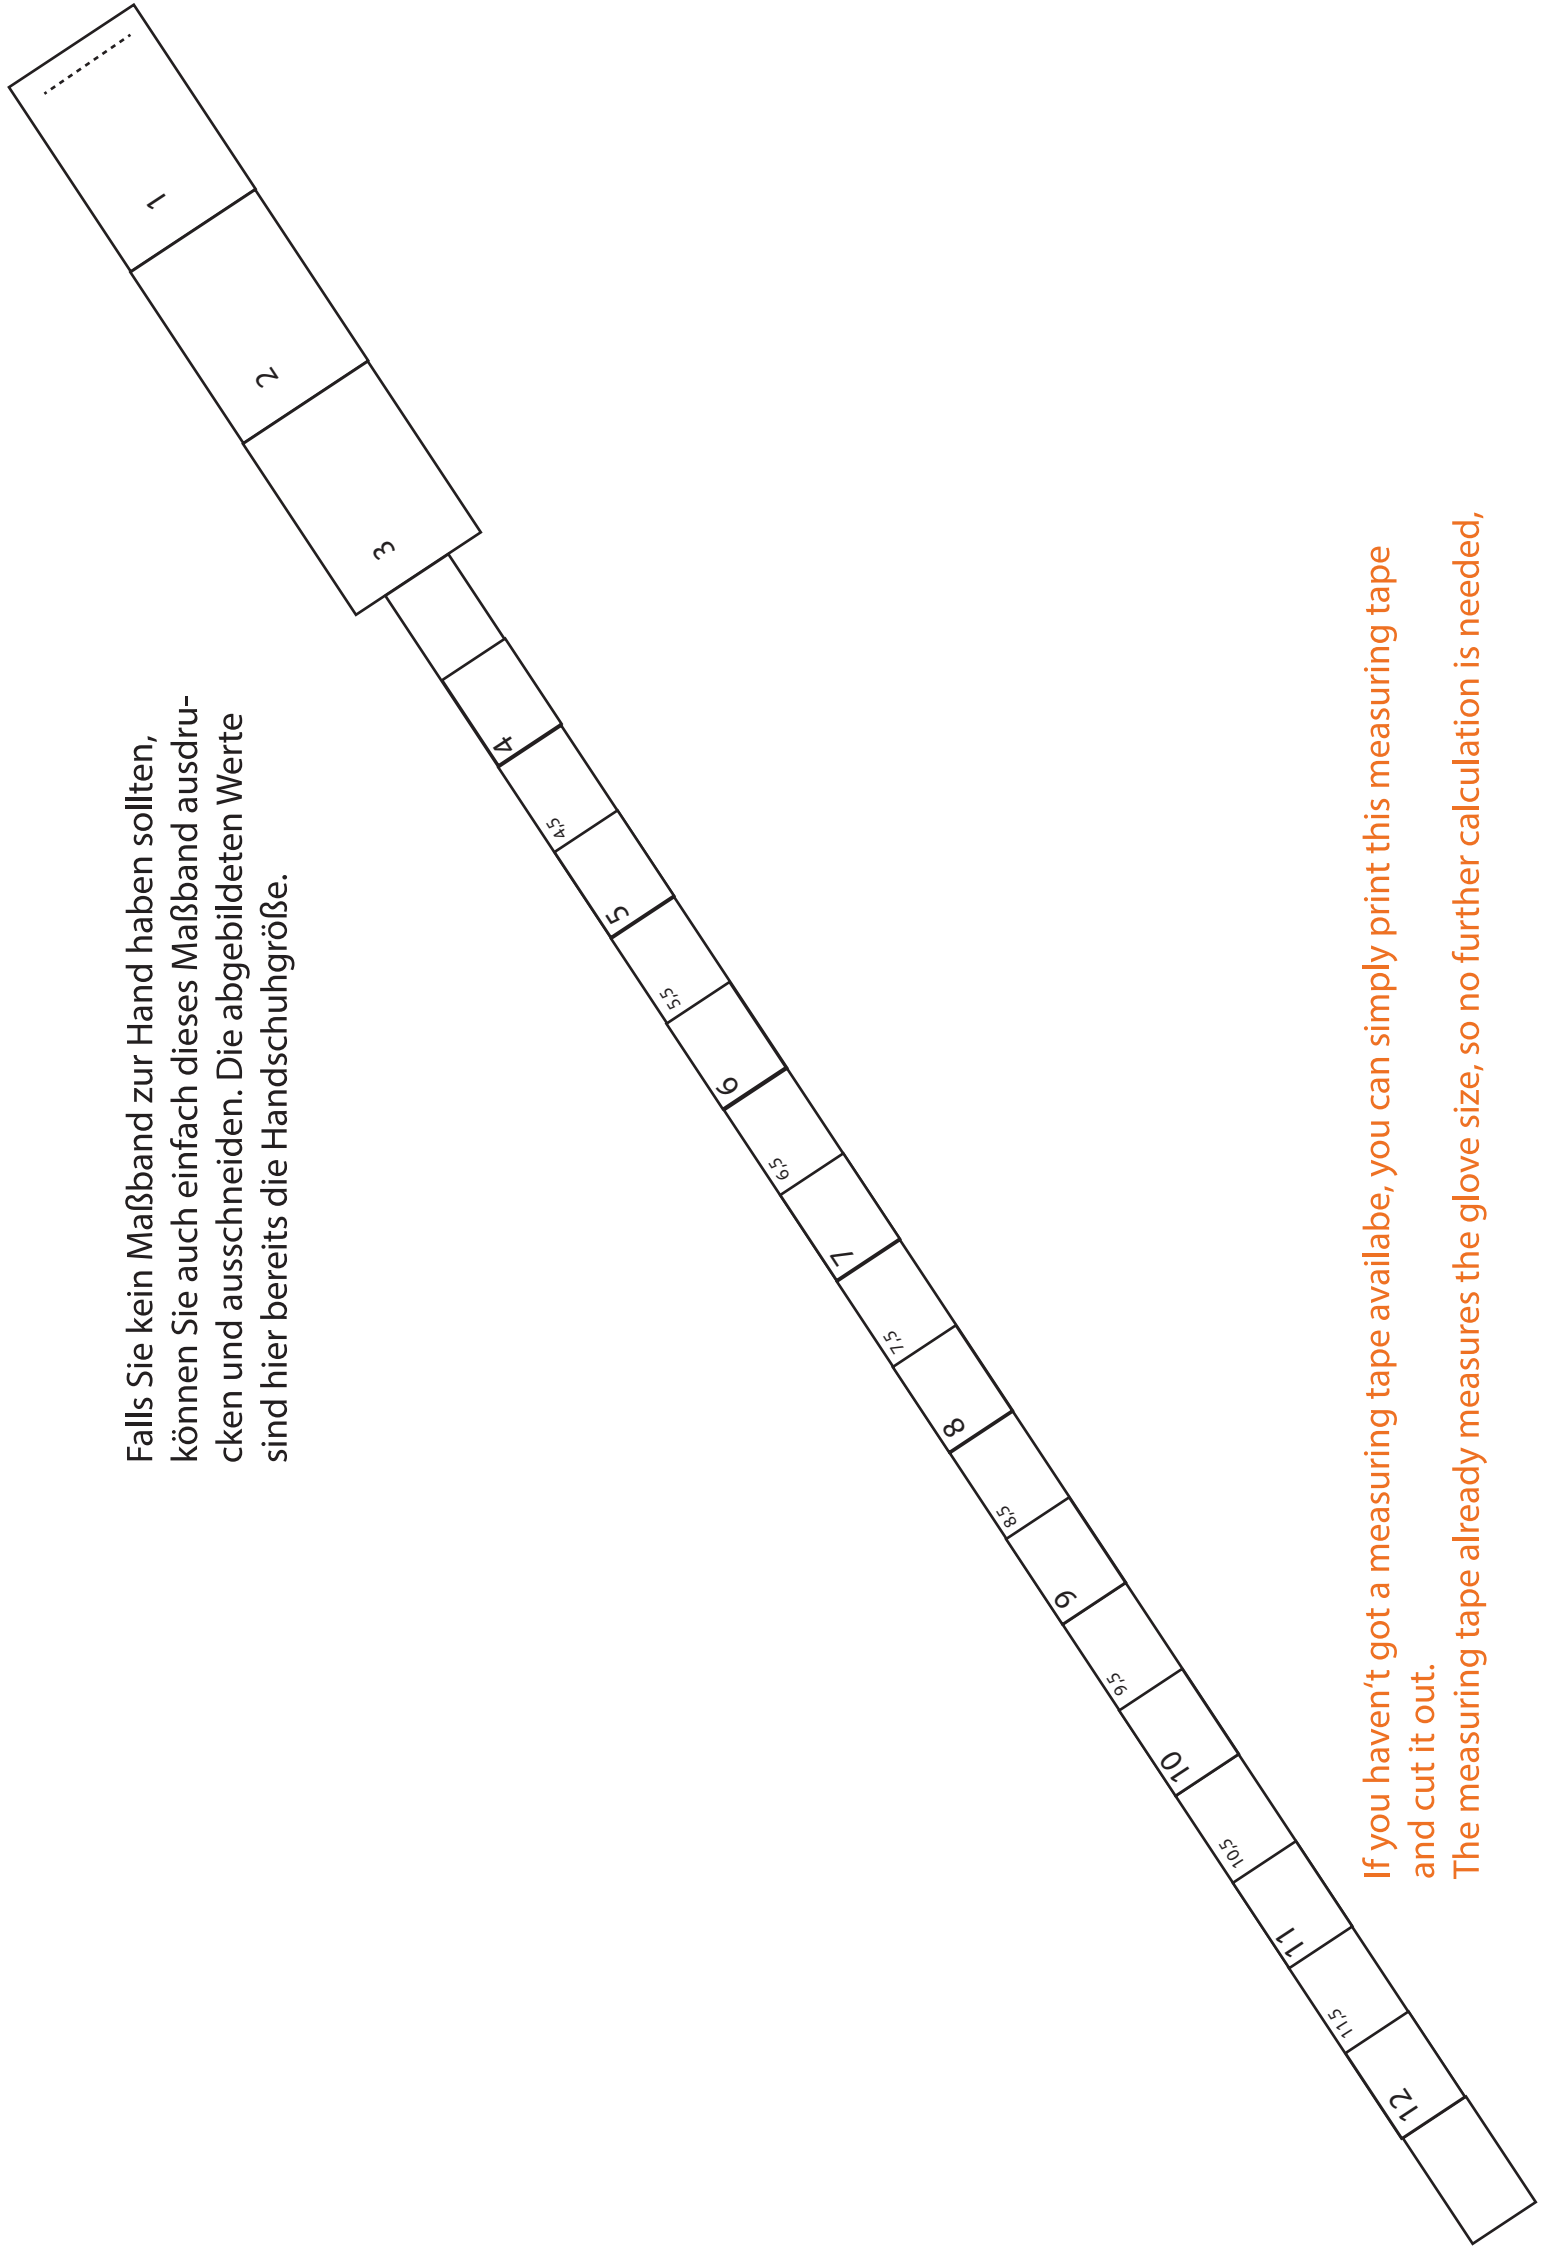 1
2
3
4
4,5
5
5,5
6
6,5
7
7,5
8
8,5
9
9,5
10
10,5
11
11,5
12
Falls Sie kein Maßband zur Hand haben sollten,
können Sie auch einfach dieses Maßband ausdru-
cken und ausschneiden. Die abgebildeten Werte
sind hier bereits die Handschuhgröße.
If you haven‘t got a measuring tape availabe, you can simply print this measuring tape
and cut it out.
The measuring tape already measures the glove size, so no further calculation is needed,